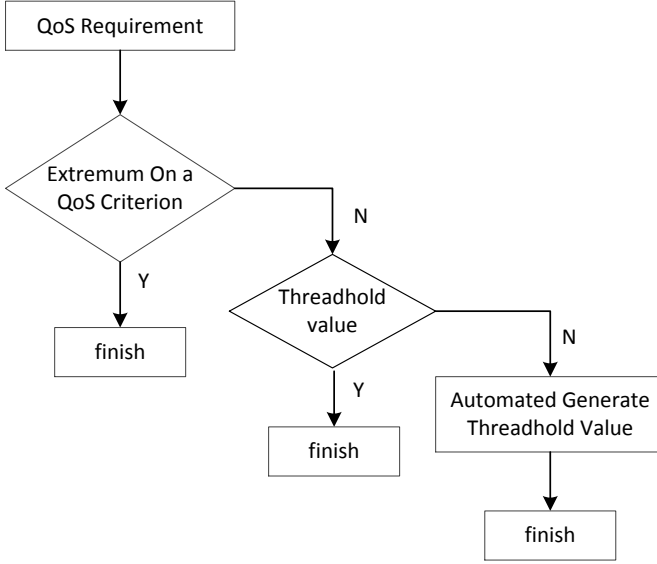 QoS Requirement
Extremum On a
QoS Criterion
N
Y
Threadhold
value
finish
N
Y
Automated Generate
Threadhold Value
finish
finish